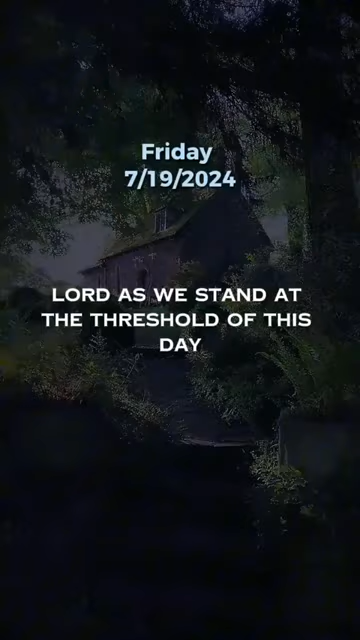 Friday
7/19/2024
LORD AS WE STAND AT
THE THRESHOLD OF THIS
DAY